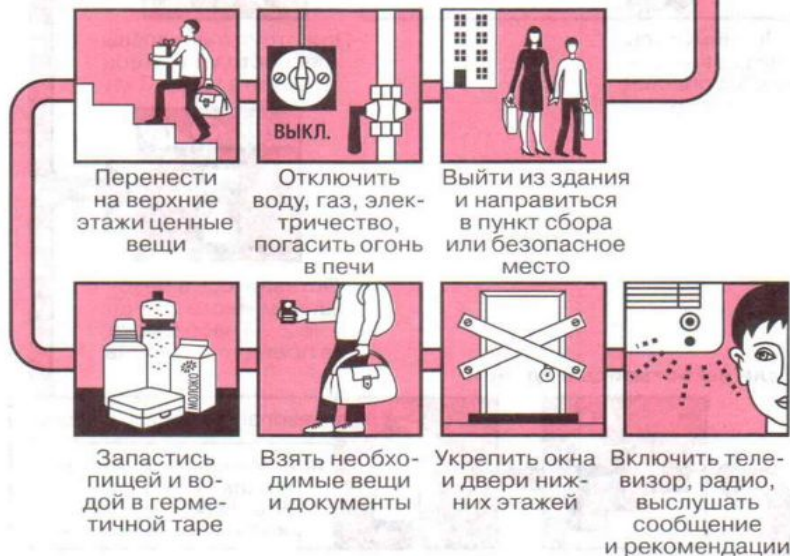 ВЫКЛ.
Перенести
на верхние
этажи ценные
вещи
Отключить
воду, газ, элек-
тричество,
погасить огонь
в печи
Выйти из здания
и направиться
в пункт сбора
или безопасное
место
МОЛОКО
Запастись
пищей и во-
дой в герме-
тичной таре
Взять необхо-
димые вещи
и документы
Укрепить окна
и двери ниж-
них этажей
Включить теле-
визор, радио,
выслушать
сообщение
и рекомендации